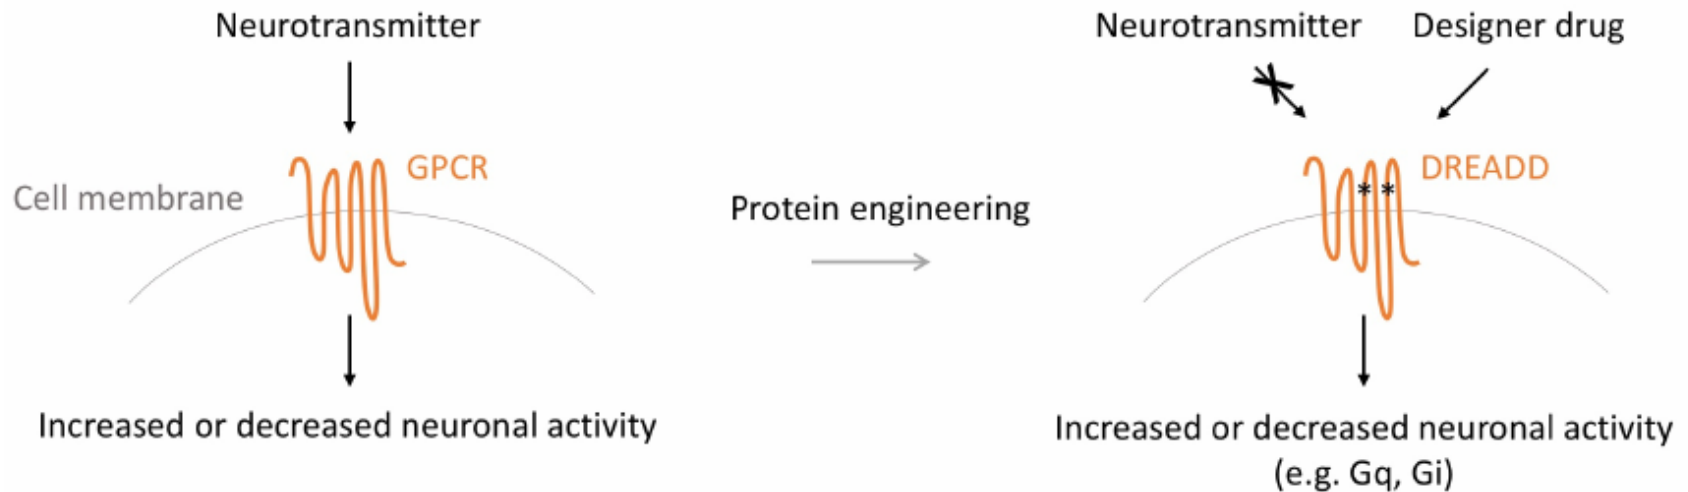 Neurotransmitter
GPCR
Cell membrane
Increased or decreased neuronal activity
Protein engineering
Neurotransmitter
Designer drug
DREADD
* *
Increased or decreased neuronal activity
(e.g. Gq, Gi)